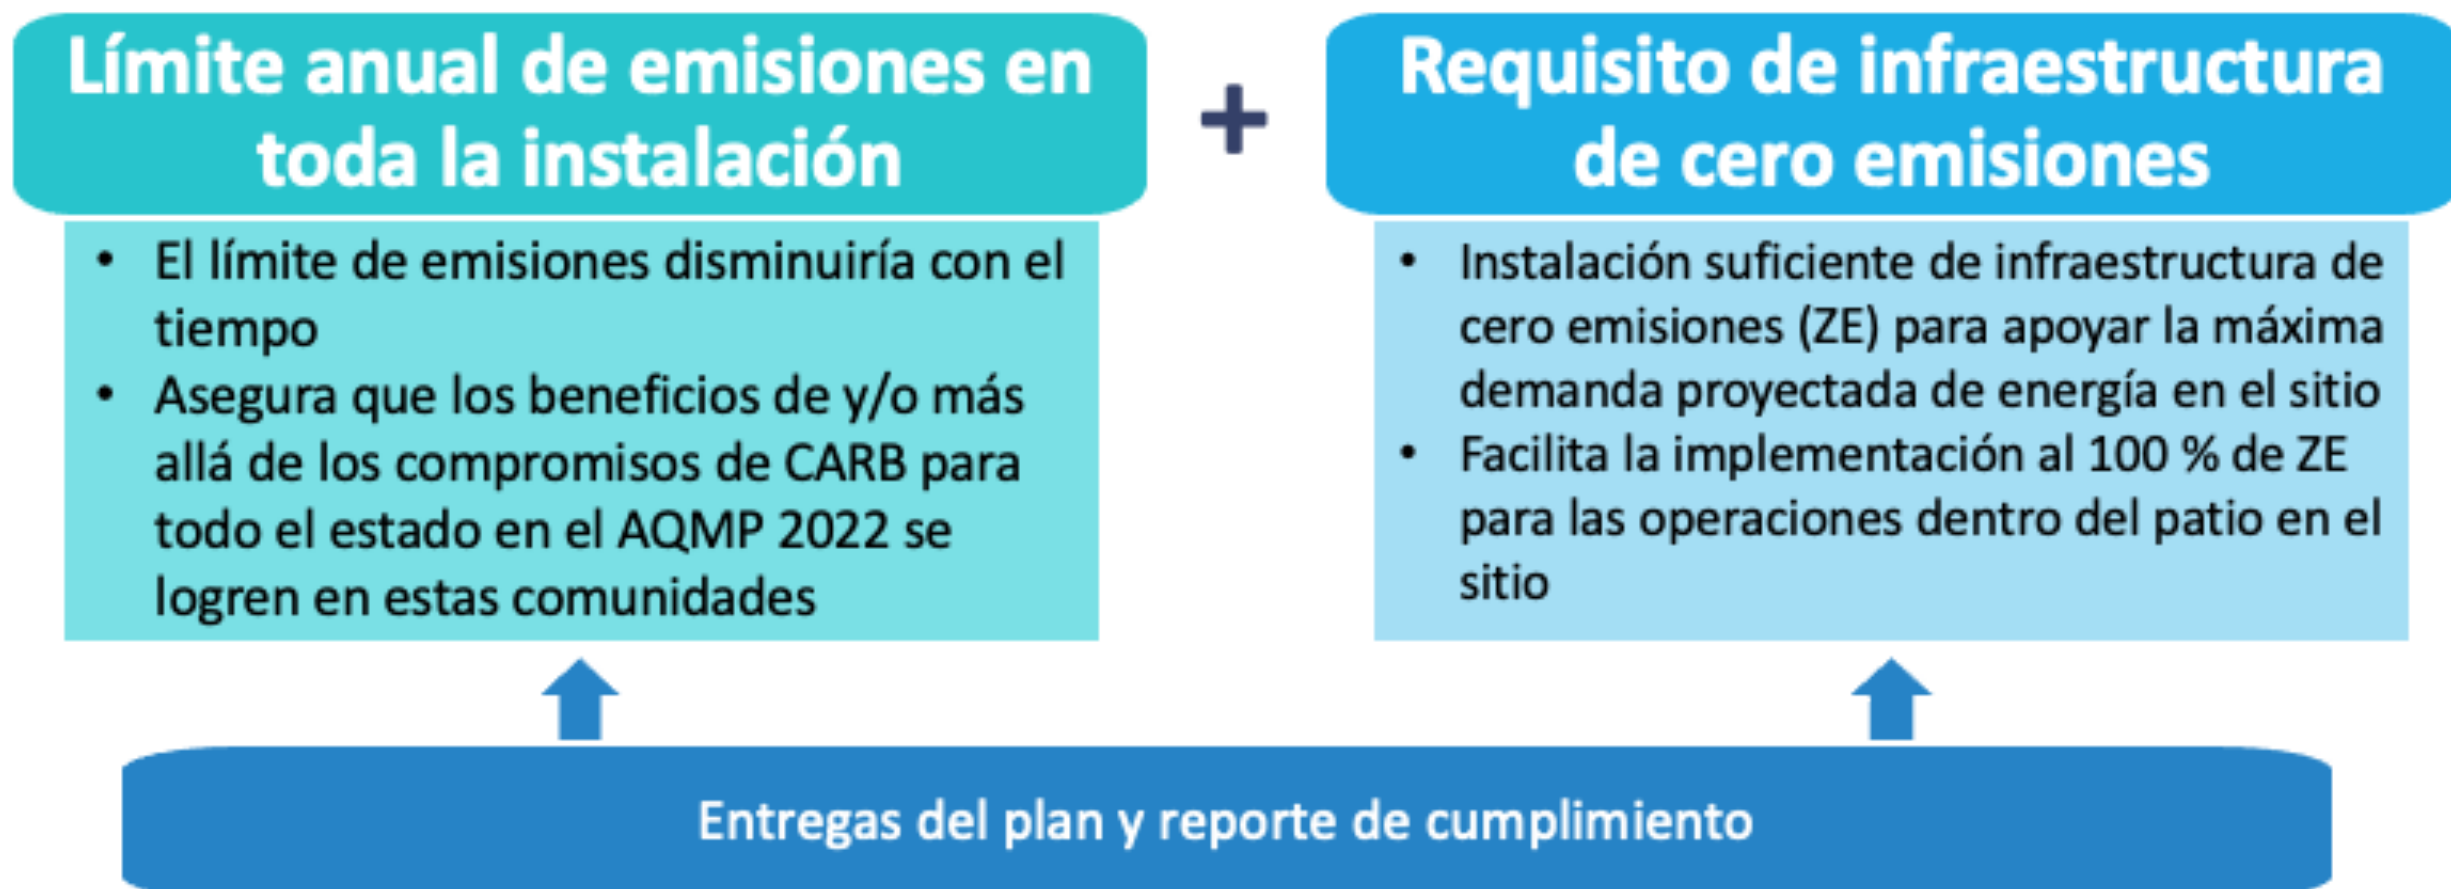 Límite anual de emisiones en
toda la instalación
+
Requisito de infraestructura
de cero emisiones
• El límite de emisiones disminuiría con el
tiempo
• Asegura que los beneficios de y/o más
allá de los compromisos de CARB para
todo el estado en el AQMP 2022 se
logren en estas comunidades
• Instalación suficiente de infraestructura de
cero emisiones (ZE) para apoyar la máxima
demanda proyectada de energía en el sitio
• Facilita la implementación al 100 % de ZE
para las operaciones dentro del patio en el
sitio
Entregas del plan y reporte de cumplimiento